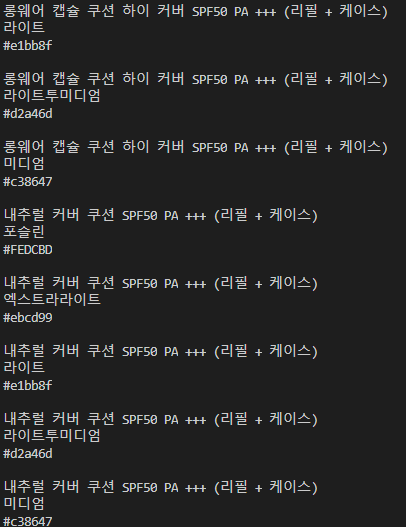 롱웨어 캡슐 쿠션 하이 커버 SPF50 PA +++ (리필 + 케이스)
라이트
#e1bb8f
롱웨어 캡슐 쿠션 하이 커버 SPF50 PA +++ (리필 + 케이스)
라이트투미디엄
#d2a46d
롱웨어 캡슐 쿠션 하이 커버 SPF50 PA +++ (리필 + 케이스)
미디엄
#c38647
내추럴 커버 쿠션 SPF50 PA +++ (리필 + 케이스)
포슬린
#FEDCBD
내추럴 커버 쿠션 SPF50 PA +++ (리필 + 케이스)
엑스트라라이트
#ebcd99
내추럴 커버 쿠션 SPF50 PA +++ (리필 + 케이스)
라이트
#e1bb8f
내추럴 커버 쿠션 SPF50 PA +++ (리필 + 케이스)
라이트투미디엄
#d2a46d
내추럴 커버 쿠션 SPF50 PA +++ (리필 + 케이스)
미디엄
#c38647